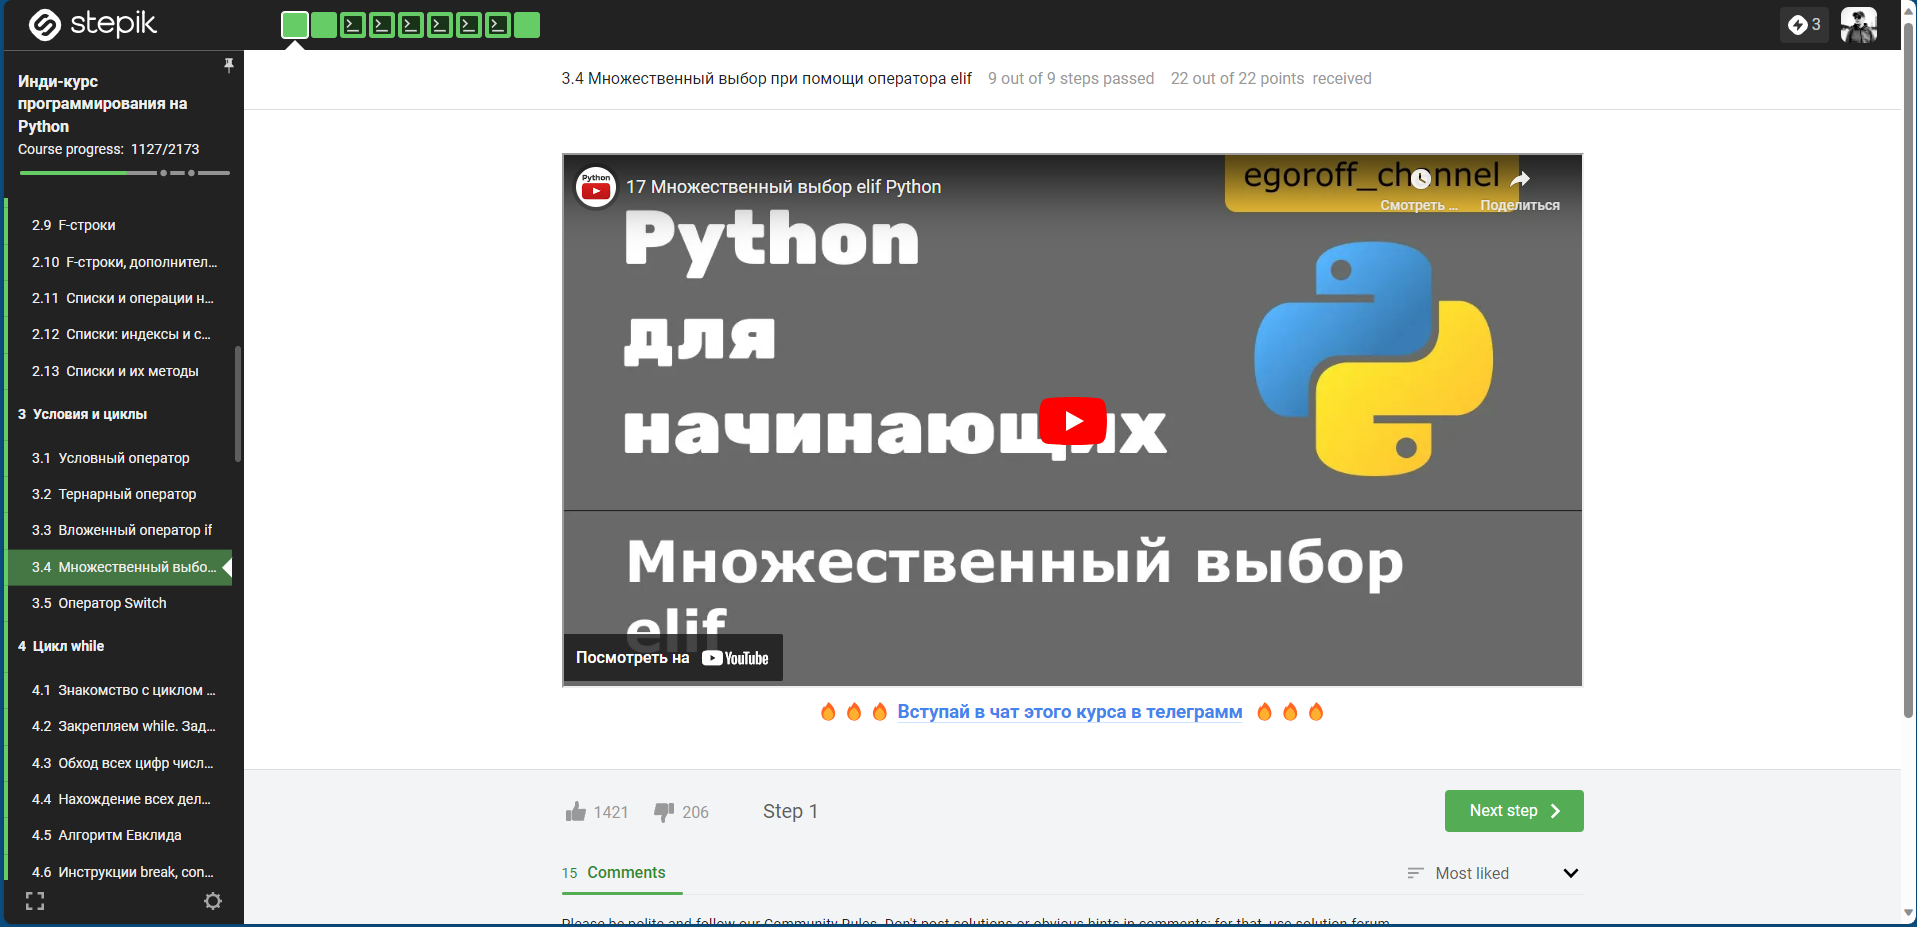 stepik
3
Инди-курс
программирования на
Python
Course progress: 1127/2173
2.9 F-строки
2.10 F-строки, дополнител...
2.11 Списки и операции н...
2.12 Списки: индексы и с...
2.13 Списки и их методы
3 Условия и циклы
3.1 Условный оператор
3.2 Тернарный оператор
3.3 Вложенный оператор if
3.4 Множественный выбо...
3.5 Оператор Switch
4 Цикл while
4.1 Знакомство с циклом ...
4.2 Закрепляем while. Зад...
4.3 Обход всех цифр числ...
4.4 Нахождение всех дел...
4.5 Алгоритм Евклида
4.6 Инструкции break, con...
3.4 Множественный выбор при помощи оператора elif 9 out of 9 steps passed 22 out of 22 points received
Python
17 Множественный выбор elif Python
egoroff_channel
Смотреть ... Поделиться
Python
для
начинающих
Множественный выбор
elif
Посмотреть на YouTube
Вступай в чат этого курса в телеграмм
1421 206 Step 1
Next step
15 Comments
Most liked
Please be polite and follow our Community Rules. Don't post solutions or obvious hints in comments: for that, use solution forum